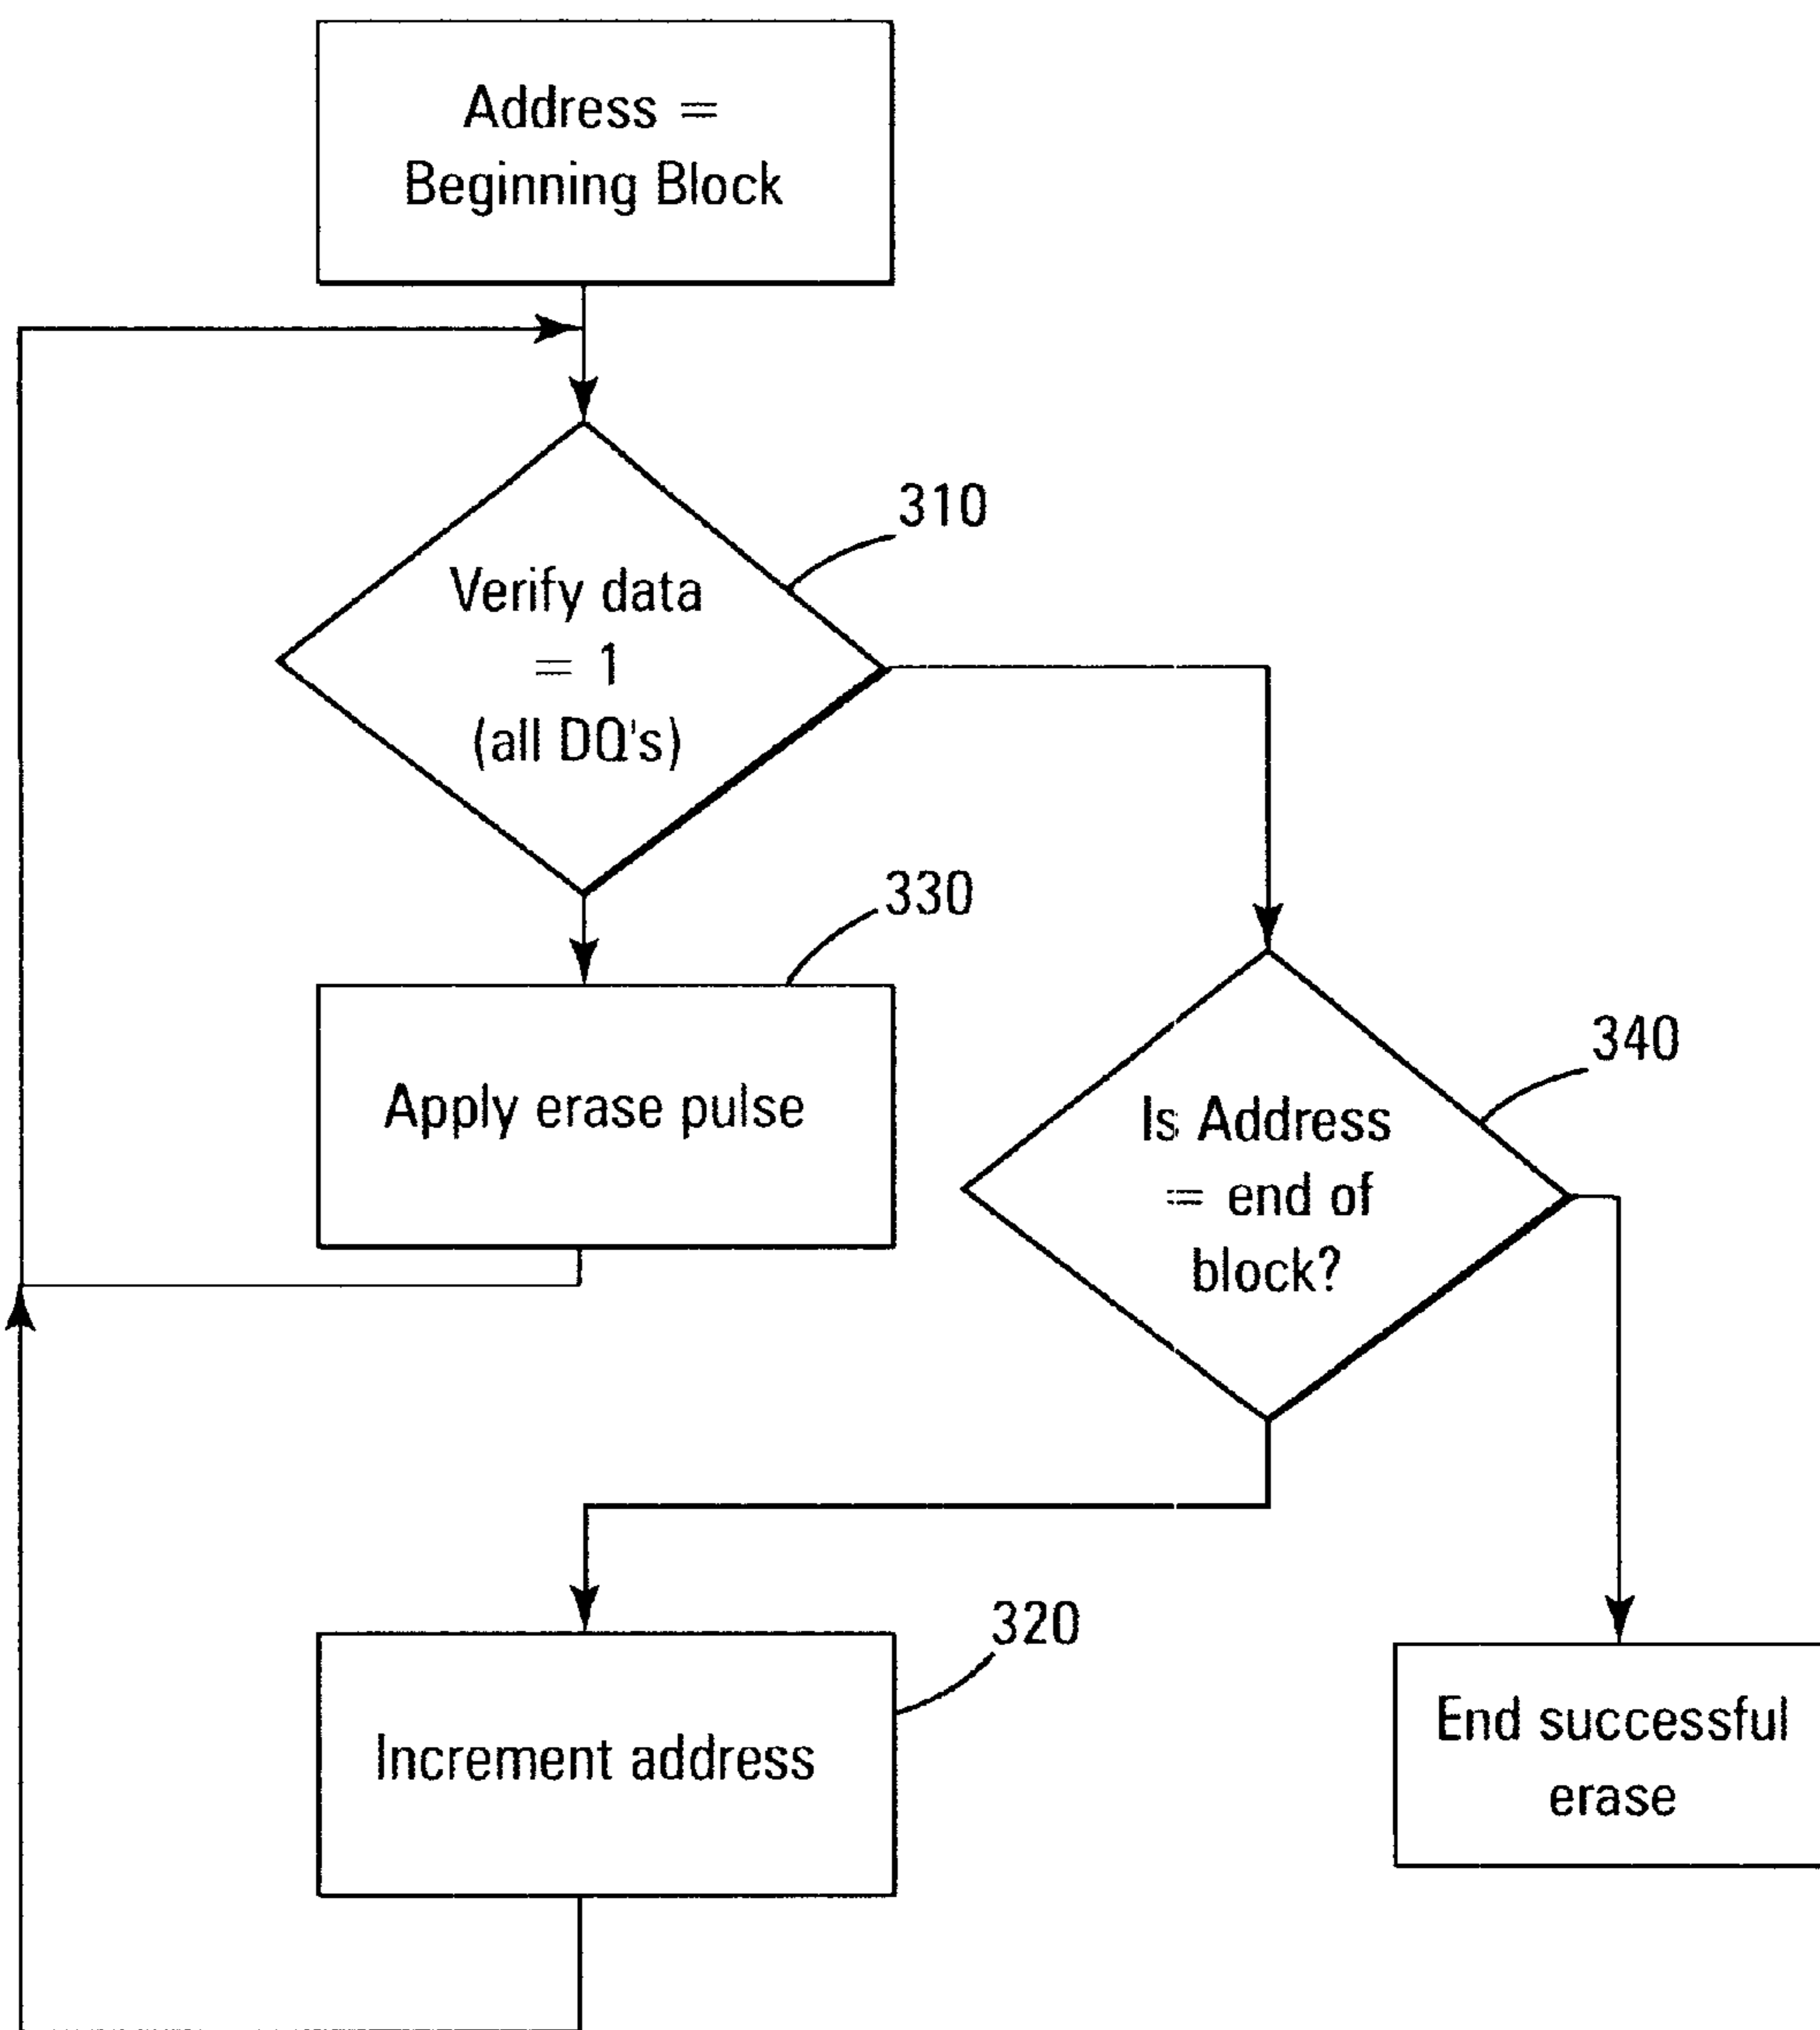 Address =
Beginning Block
310
Verify data
= 1
(all DQ's)
330
Apply erase pulse
340
Is Address
= end of
block?
320
Increment address
End successful
erase